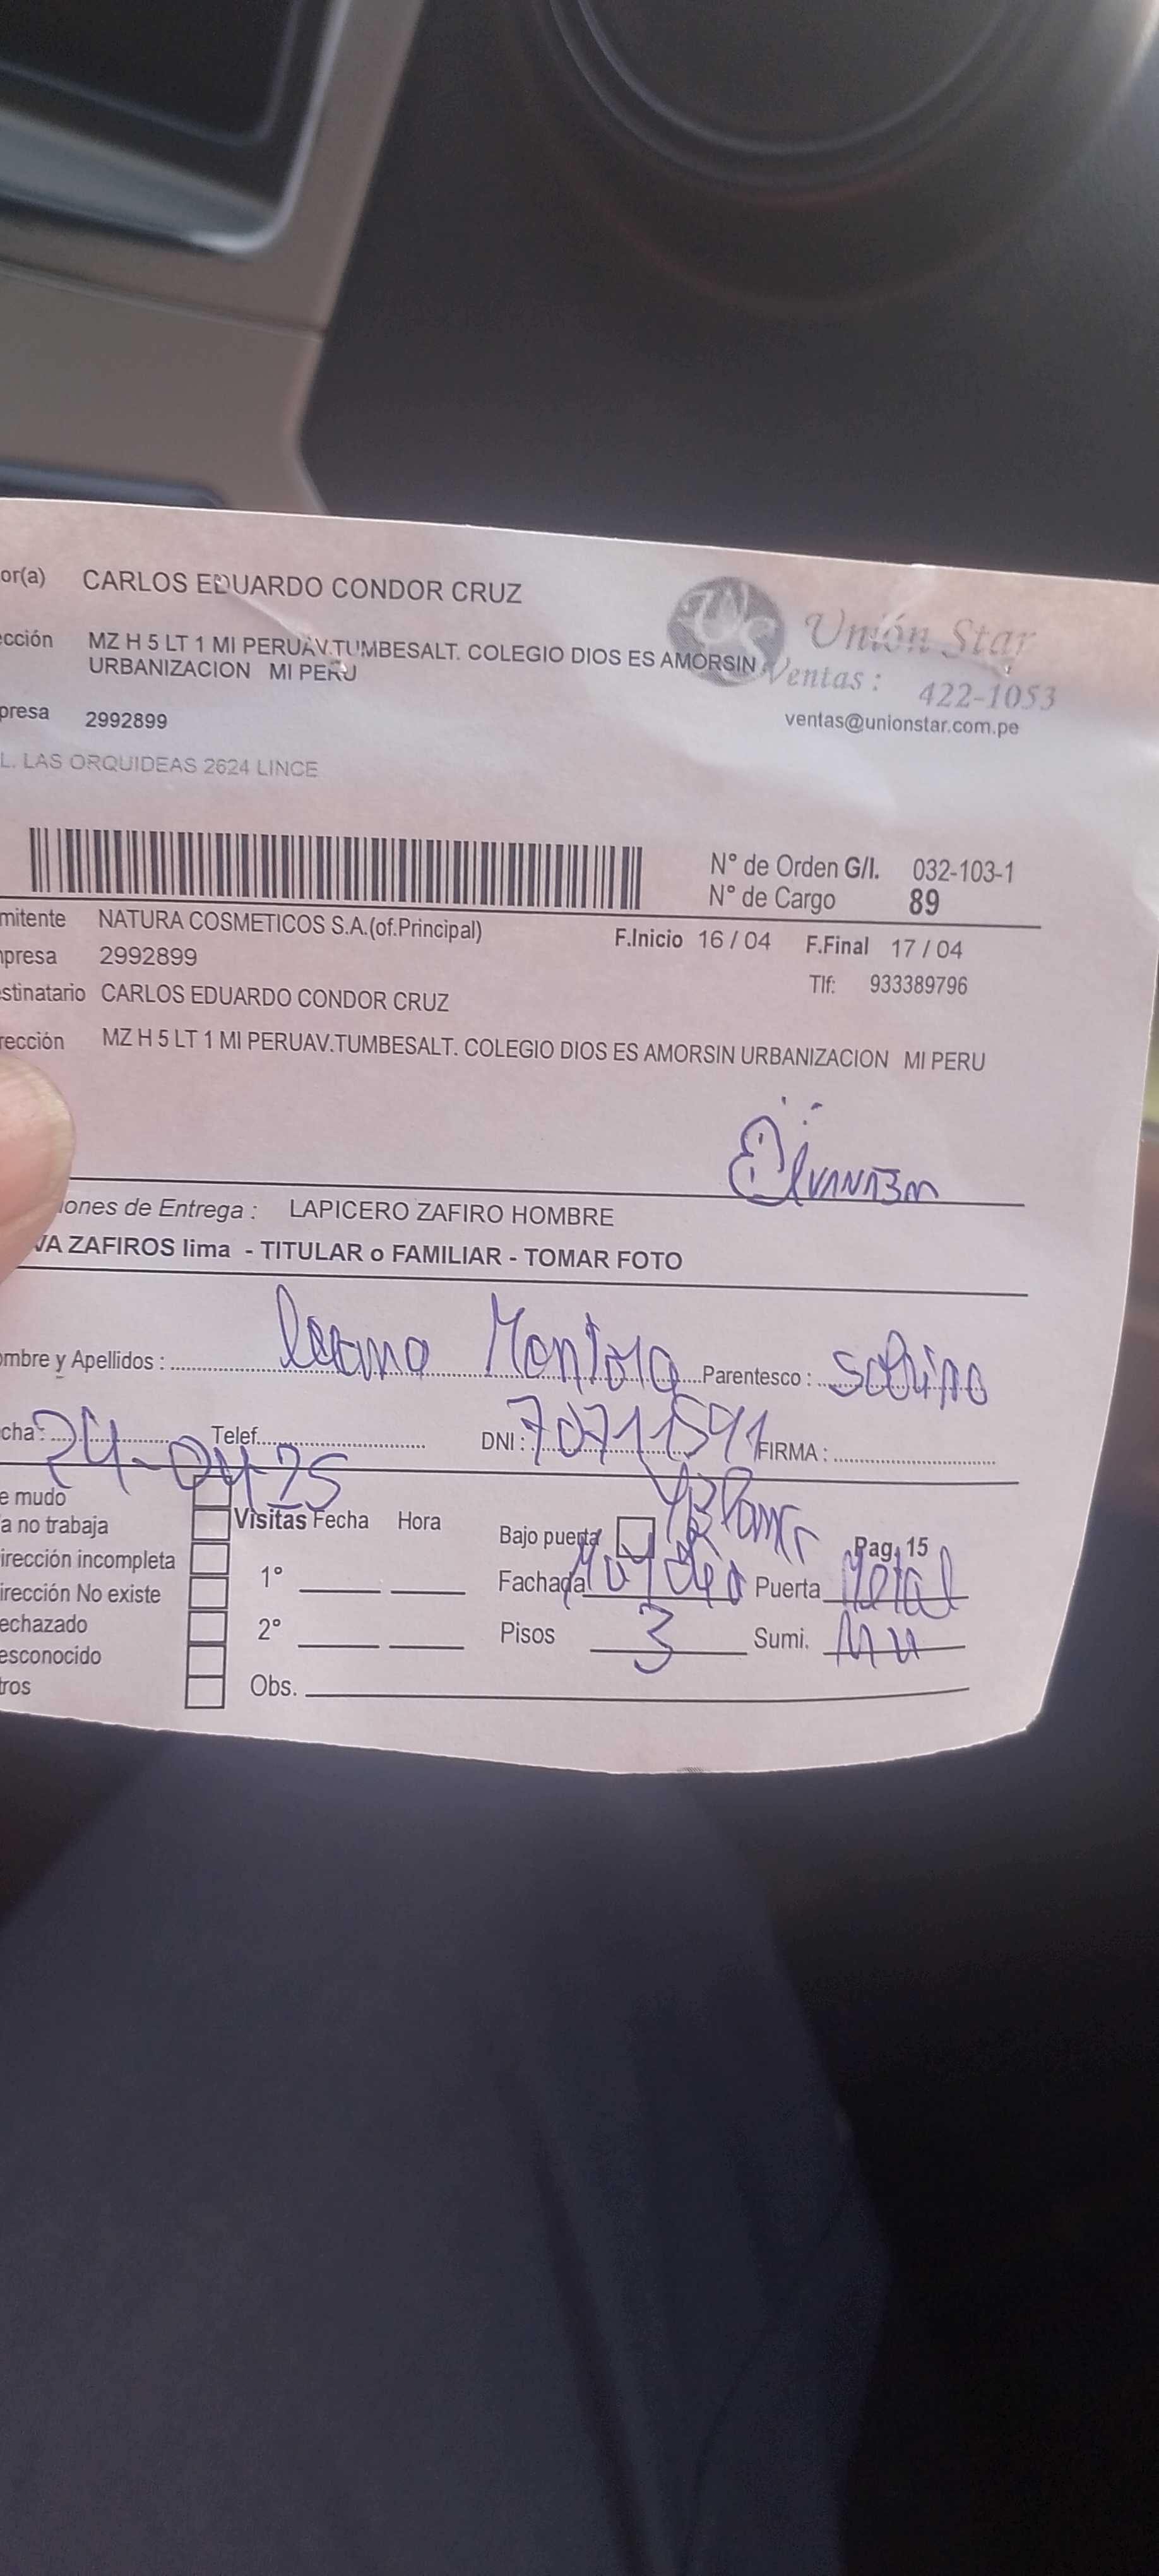 or(a) CARLOS EDUARDO CONDOR CRUZ
Unión Star
cción MZ H 5 LT 1 MI PERUAV.TUMBESALT. COLEGIO DIOS ES AMORSIN
URBANIZACION MI PERU
Ventas : 422-1053
presa 2992899
ventas@unionstar.com.pe
L. LAS ORQUIDEAS 2624 LINCE
N° de Orden G/I. 032-103-1
N° de Cargo 89
mitente NATURA COSMETICOS S.A.(of.Principal)
F.Inicio 16 / 04 F.Final 17 / 04
presa 2992899
Tlf: 933389796
stinatario CARLOS EDUARDO CONDOR CRUZ
rección MZ H 5 LT 1 MI PERUAV.TUMBESALT. COLEGIO DIOS ES AMORSIN URBANIZACION MI PERU
iones de Entrega : LAPICERO ZAFIRO HOMBRE
VA ZAFIROS lima - TITULAR o FAMILIAR - TOMAR FOTO
ombre y Apellidos : Montoya Parentesco : sobrino
cha : 24-04-25 Telef. DNI : 70711591 FIRMA :
e mudo
a no trabaja
Visitas Fecha Hora
Bajo puerta
Pag. 15
irección incompleta
1°
Fachada Puerta Metal
irección No existe
echazado
2°
Pisos 3 Sumi.
esconocido
tros
Obs.